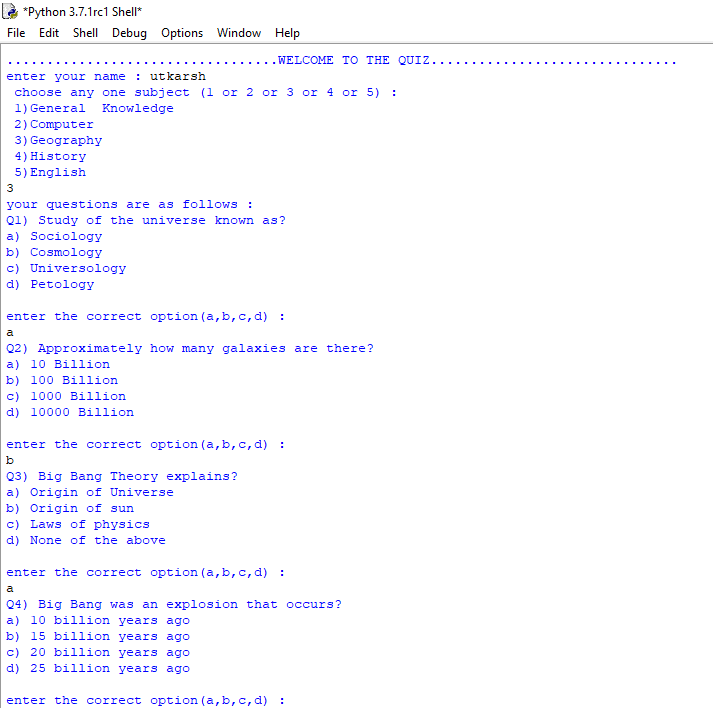 *Python 3.7.1rc1 Shell*
File Edit Shell Debug Options Window Help
..................................WELCOME TO THE QUIZ...............................
enter your name : utkarsh
 choose any one subject (1 or 2 or 3 or 4 or 5) :
 1)General  Knowledge
 2)Computer
 3)Geography
 4)History
 5)English
3
your questions are as follows :
Q1) Study of the universe known as?
a) Sociology
b) Cosmology
c) Universology
d) Petology

enter the correct option(a,b,c,d) :
a
Q2) Approximately how many galaxies are there?
a) 10 Billion
b) 100 Billion
c) 1000 Billion
d) 10000 Billion

enter the correct option(a,b,c,d) :
b
Q3) Big Bang Theory explains?
a) Origin of Universe
b) Origin of sun
c) Laws of physics
d) None of the above

enter the correct option(a,b,c,d) :
a
Q4) Big Bang was an explosion that occurs?
a) 10 billion years ago
b) 15 billion years ago
c) 20 billion years ago
d) 25 billion years ago

enter the correct option(a,b,c,d) :